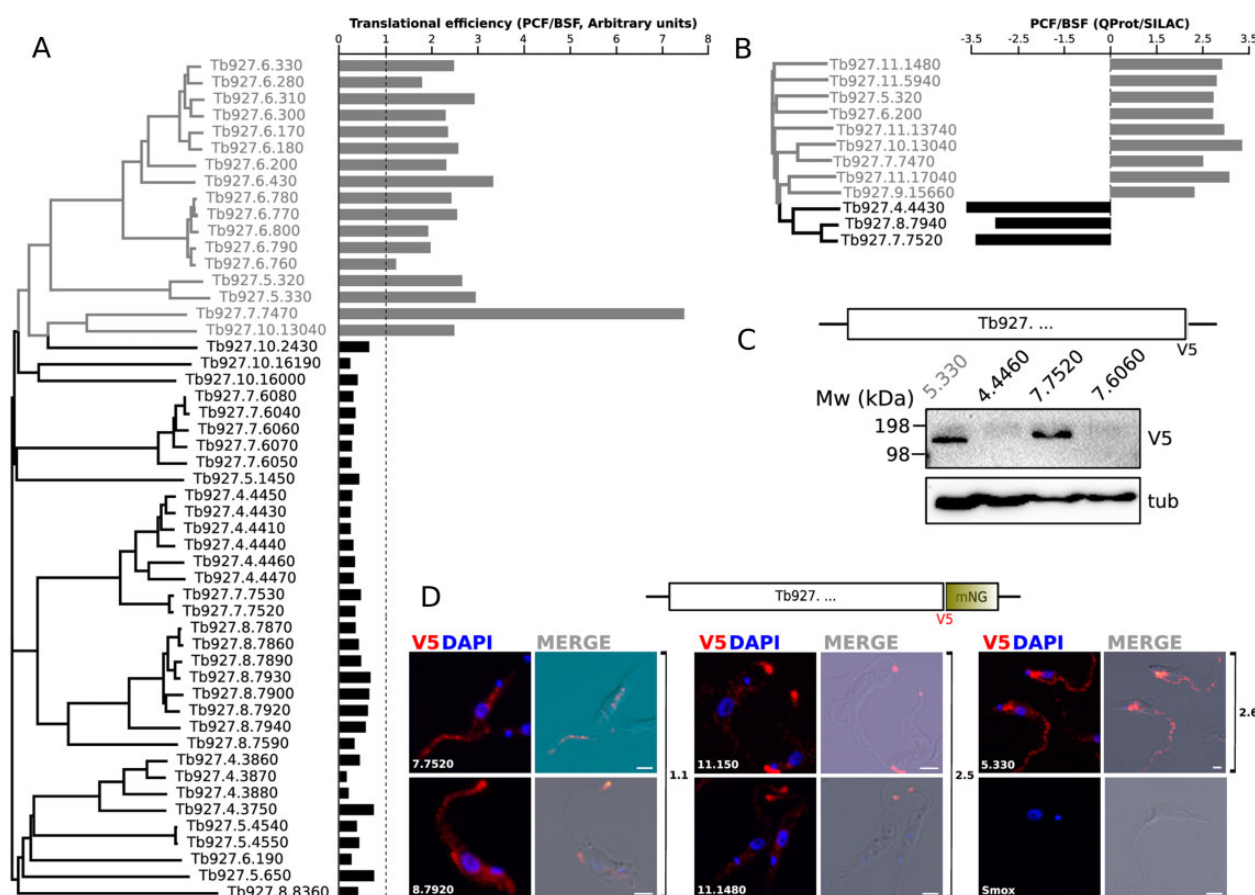 A
Translational efficiency (PCF/BSF, Arbitrary units)
0 1 2 3 4 5 6 7 8
Tb927.6.330
Tb927.6.280
Tb927.6.310
Tb927.6.300
Tb927.6.170
Tb927.6.180
Tb927.6.200
Tb927.6.430
Tb927.6.780
Tb927.6.770
Tb927.6.800
Tb927.6.790
Tb927.6.760
Tb927.5.320
Tb927.5.330
Tb927.7.7470
Tb927.10.13040
Tb927.10.2430
Tb927.10.16190
Tb927.10.16000
Tb927.7.6080
Tb927.7.6040
Tb927.7.6060
Tb927.7.6070
Tb927.7.6050
Tb927.5.1450
Tb927.4.4450
Tb927.4.4430
Tb927.4.4410
Tb927.4.4440
Tb927.4.4460
Tb927.4.4470
Tb927.7.7530
Tb927.7.7520
Tb927.8.7870
Tb927.8.7860
Tb927.8.7890
Tb927.8.7930
Tb927.8.7900
Tb927.8.7920
Tb927.8.7940
Tb927.8.7590
Tb927.4.3860
Tb927.4.3870
Tb927.4.3880
Tb927.4.3750
Tb927.5.4540
Tb927.5.4550
Tb927.6.190
Tb927.5.650
Tb927.8.8360
B
PCF/BSF (QProt/SILAC)
-3.5 -2.5 -1.5 0 1.5 2.5 3.5
Tb927.11.1480
Tb927.11.5940
Tb927.5.320
Tb927.6.200
Tb927.11.13740
Tb927.10.13040
Tb927.7.7470
Tb927.11.17040
Tb927.9.15660
Tb927.4.4430
Tb927.8.7940
Tb927.7.7520
C
Tb927. ...
V5
5.330 4.4460 7.7520 7.6060
Mw (kDa)
198
98
V5
tub
D
Tb927. ...
mNG
V5
V5 DAPI MERGE V5 DAPI MERGE V5 DAPI MERGE
7.7520
11.150
5.330
1.1
2.5
2.6
8.7920
11.1480
Smox